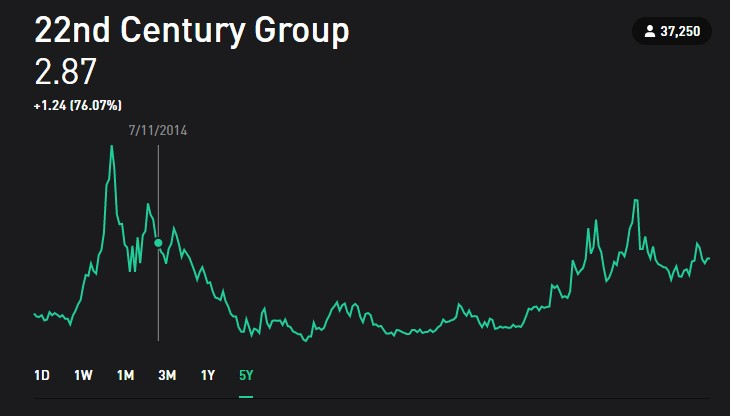 22nd Century Group
37,250
2.87
+1.24 (76.07%)
7/11/2014
1D 1W 1M 3M 1Y 5Y